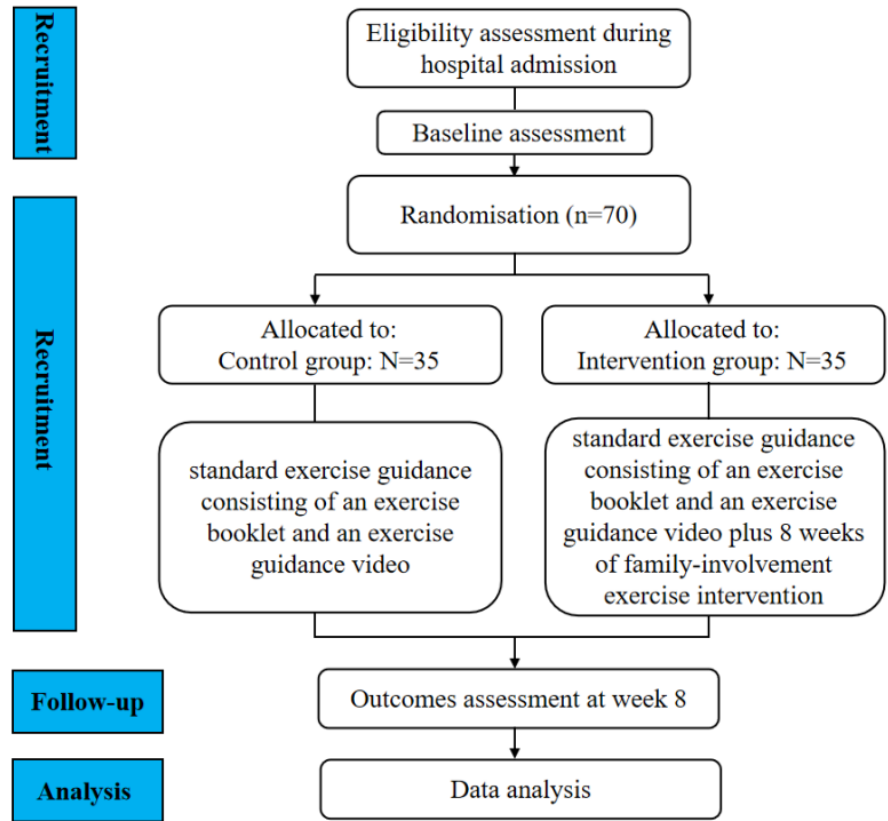 Recruitment
Eligibility assessment during
hospital admission
Baseline assessment
Recruitment
Randomisation (n=70)
Allocated to:
Control group: N=35
Allocated to:
Intervention group: N=35
standard exercise guidance
consisting of an exercise
booklet and an exercise
guidance video
standard exercise guidance
consisting of an exercise
booklet and an exercise
guidance video plus 8 weeks
of family-involvement
exercise intervention
Follow-up
Outcomes assessment at week 8
Analysis
Data analysis